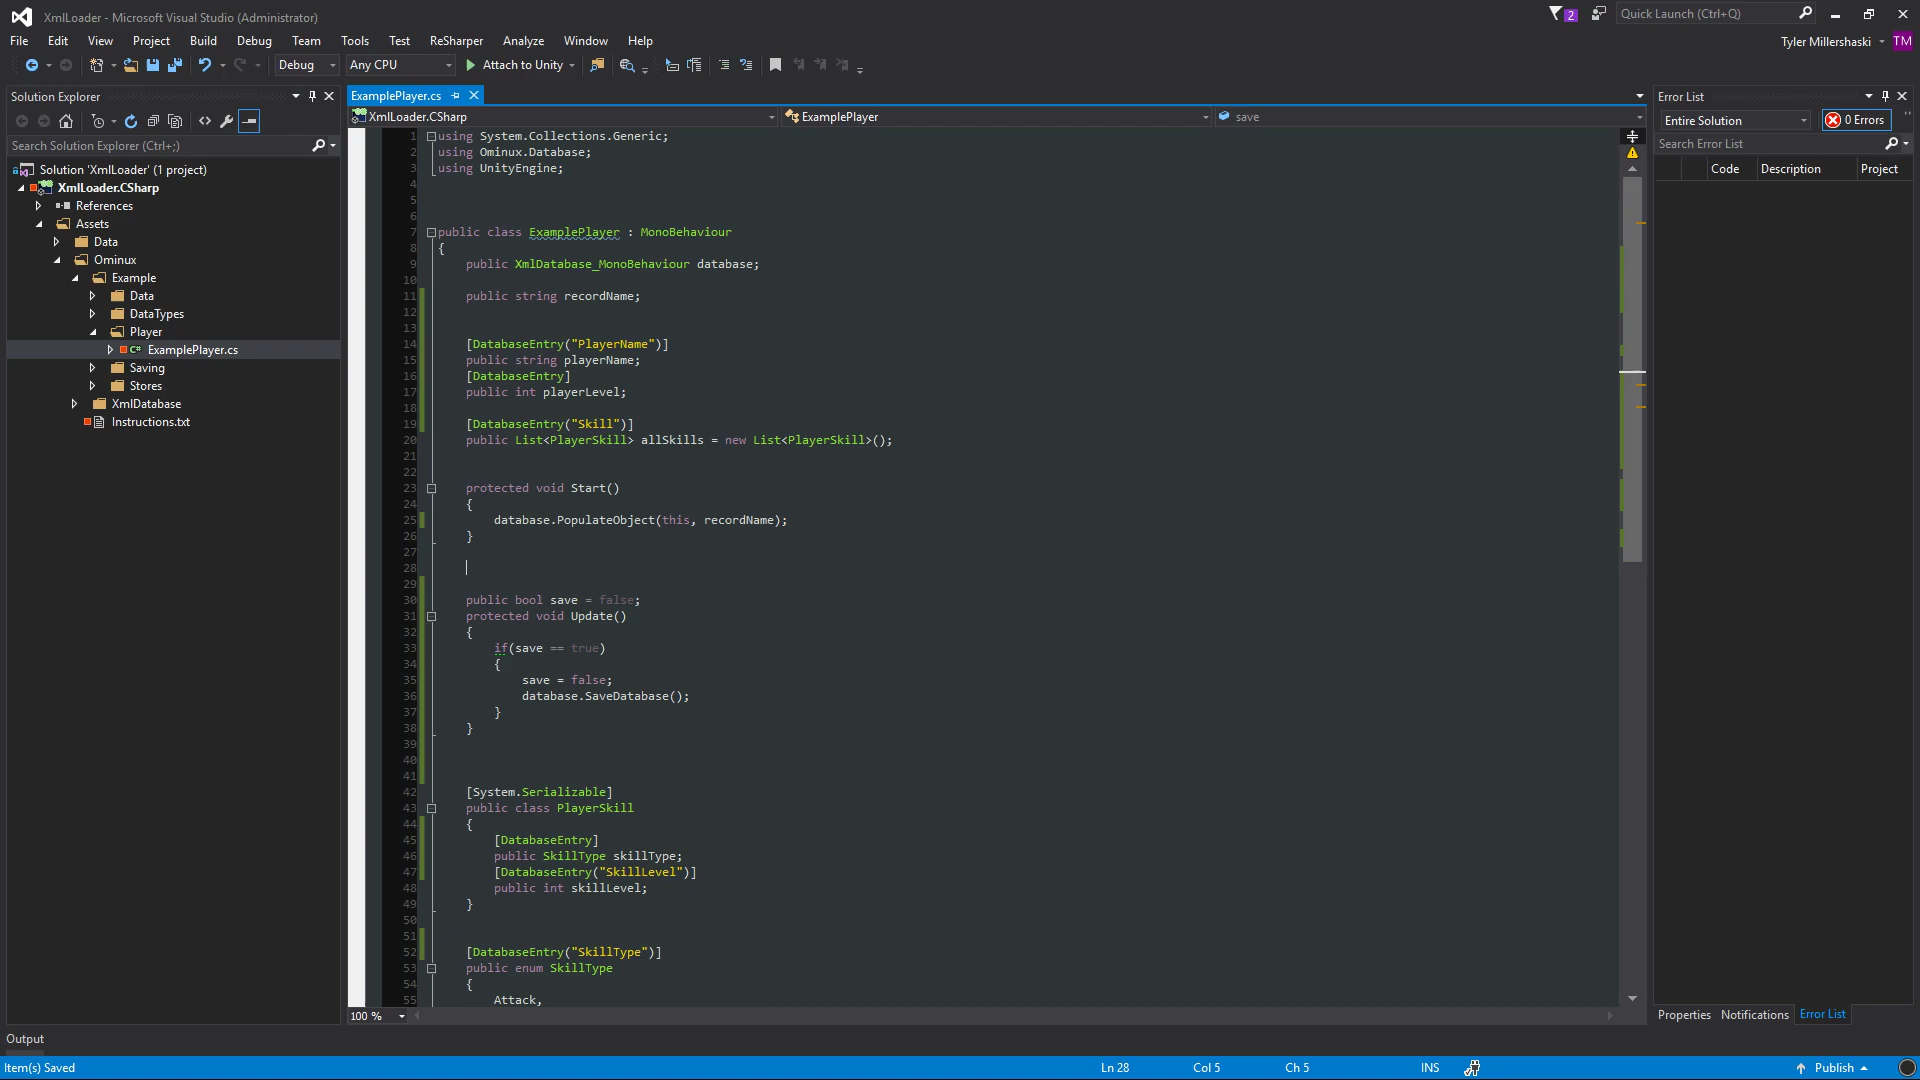 XmlLoader - Microsoft Visual Studio (Administrator)
2
Quick Launch (Ctrl+Q)
File Edit View Project Build Debug Team Tools Test ReSharper Analyze Window Help
Tyler Millershaski TM
Debug Any CPU Attach to Unity
Solution Explorer
Search Solution Explorer (Ctrl+;)
Solution 'XmlLoader' (1 project)
XmlLoader.CSharp
References
Assets
Data
Ominux
Example
Data
DataTypes
Player
C# ExamplePlayer.cs
Saving
Stores
XmlDatabase
Instructions.txt
ExamplePlayer.cs
XmlLoader.CSharp ExamplePlayer save
1 using System.Collections.Generic;
2 using Ominux.Database;
3 using UnityEngine;
4
5
6
7 public class ExamplePlayer : MonoBehaviour
8 {
9 public XmlDatabase_MonoBehaviour database;
10
11 public string recordName;
12
13
14 [DatabaseEntry("PlayerName")]
15 public string playerName;
16 [DatabaseEntry]
17 public int playerLevel;
18
19 [DatabaseEntry("Skill")]
20 public List<PlayerSkill> allSkills = new List<PlayerSkill>();
21
22
23 protected void Start()
24 {
25 database.PopulateObject(this, recordName);
26 }
27
28
29
30 public bool save = false;
31 protected void Update()
32 {
33 if(save == true)
34 {
35 save = false;
36 database.SaveDatabase();
37 }
38 }
39
40
41
42 [System.Serializable]
43 public class PlayerSkill
44 {
45 [DatabaseEntry]
46 public SkillType skillType;
47 [DatabaseEntry("SkillLevel")]
48 public int skillLevel;
49 }
50
51
52 [DatabaseEntry("SkillType")]
53 public enum SkillType
54 {
55 Attack,
100 %
Error List
Entire Solution 0 Errors
Search Error List
Code Description Project
Properties Notifications Error List
Output
Item(s) Saved Ln 28 Col 5 Ch 5 INS Publish